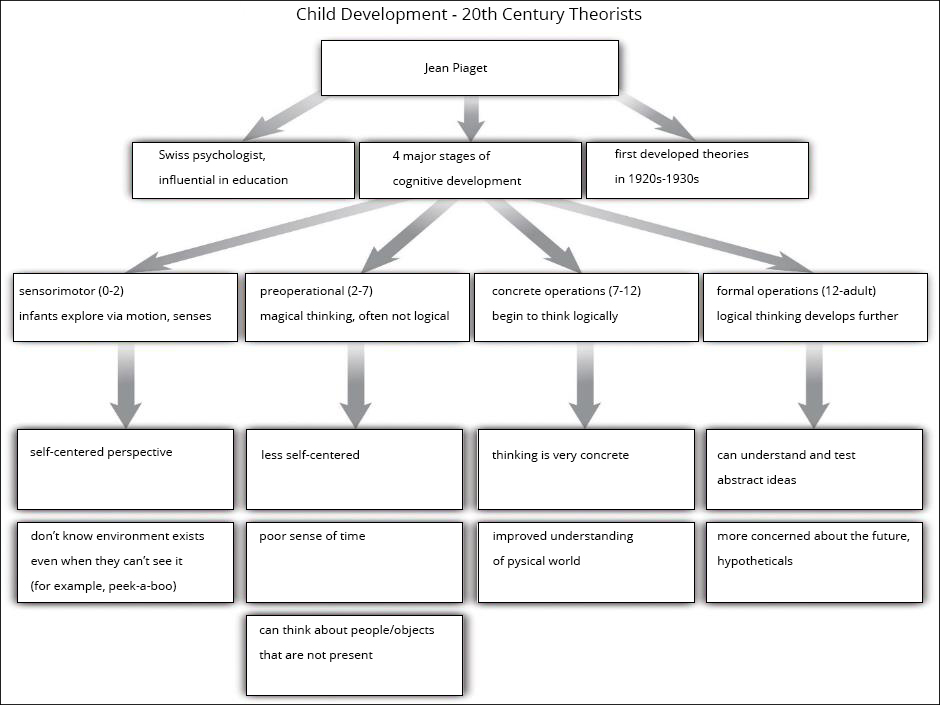 Child Development - 20th Century Theorists
Jean Piaget
Swiss psychologist,
influential in education
4 major stages of
cognitive development
first developed theories
in 1920s-1930s
sensorimotor (0-2)
infants explore via motion, senses
preoperational (2-7)
magical thinking, often not logical
concrete operations (7-12)
begin to think logically
formal operations (12-adult)
logical thinking develops further
self-centered perspective
less self-centered
thinking is very concrete
can understand and test
abstract ideas
don’t know environment exists
even when they can’t see it
(for example, peek-a-boo)
poor sense of time
improved understanding
of pysical world
more concerned about the future,
hypotheticals
can think about people/objects
that are not present